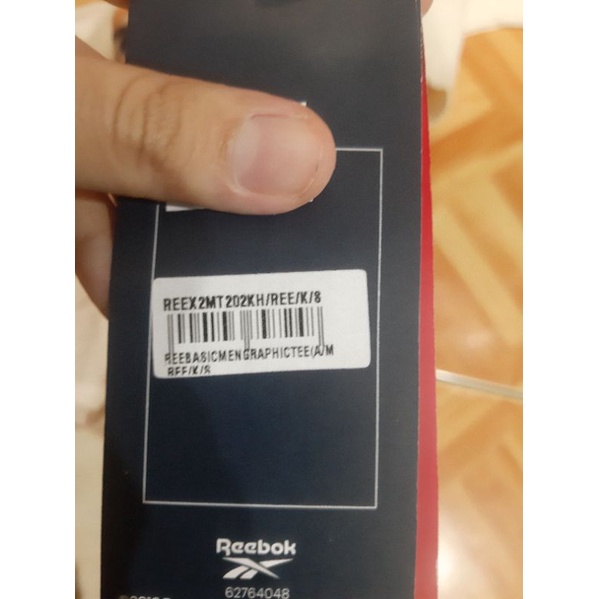 REEX2MT202KH/REE/K/8
REEBASICMENGRAPHICTEE(A/M
REE/K/8
Reebok
62764048